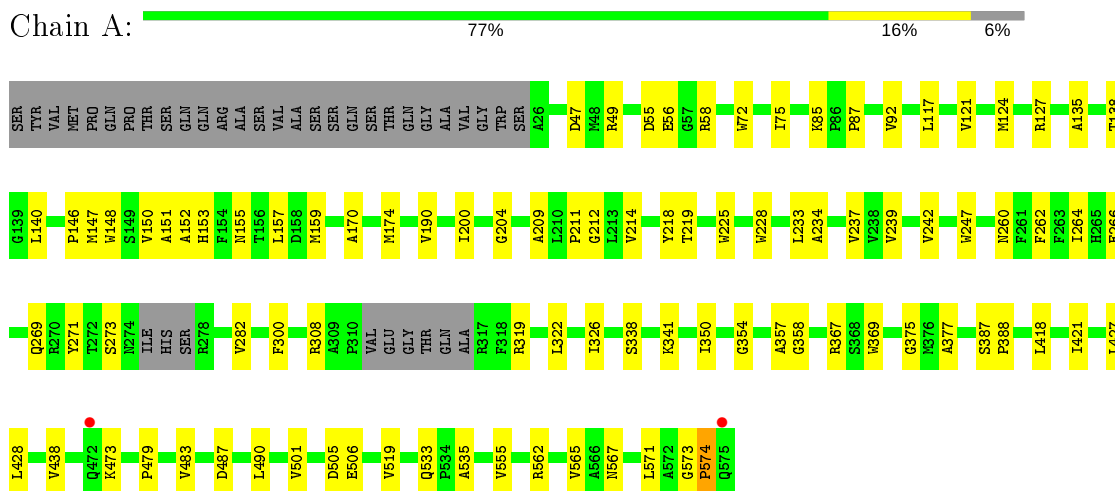 Chain A:
77% 16% 6%
SER TYR VAL MET PRO GLN PRO THR SER GLN GLN ARG ALA SER VAL ALA SER SER GLN SER THR GLN GLY ALA VAL GLY TRP SER A26 D47 M48 R49 D55 E56 G57 R58 W72 I75 K85 P86 P87 V92 L117 V121 M124 R127 A135 T138
G139 L140 P146 M147 W148 S149 V150 A151 A152 H153 F154 N155 T156 L157 D158 M159 A170 M174 V190 I200 G204 A209 L210 P211 G212 L213 V214 Y218 T219 W225 W228 L233 A234 V237 V238 V239 V242 W247 N260 F261 F262 F263 I264 H265
Q269 R270 Y271 T272 S273 N274 ILE HIS SER R278 V282 F300 R308 A309 P310 VAL GLU GLY THR GLN ALA R317 F318 R319 L322 I326 S338 K341 I350 G354 A357 G358 R367 S368 W369 G375 M376 A377 S387 P388 L418 I421 L427
L428 V438 Q472 K473 P479 V483 D487 L490 V501 D505 E506 V519 Q533 P534 A535 V555 R562 V565 A566 N567 L571 A572 G573 P574 Q575